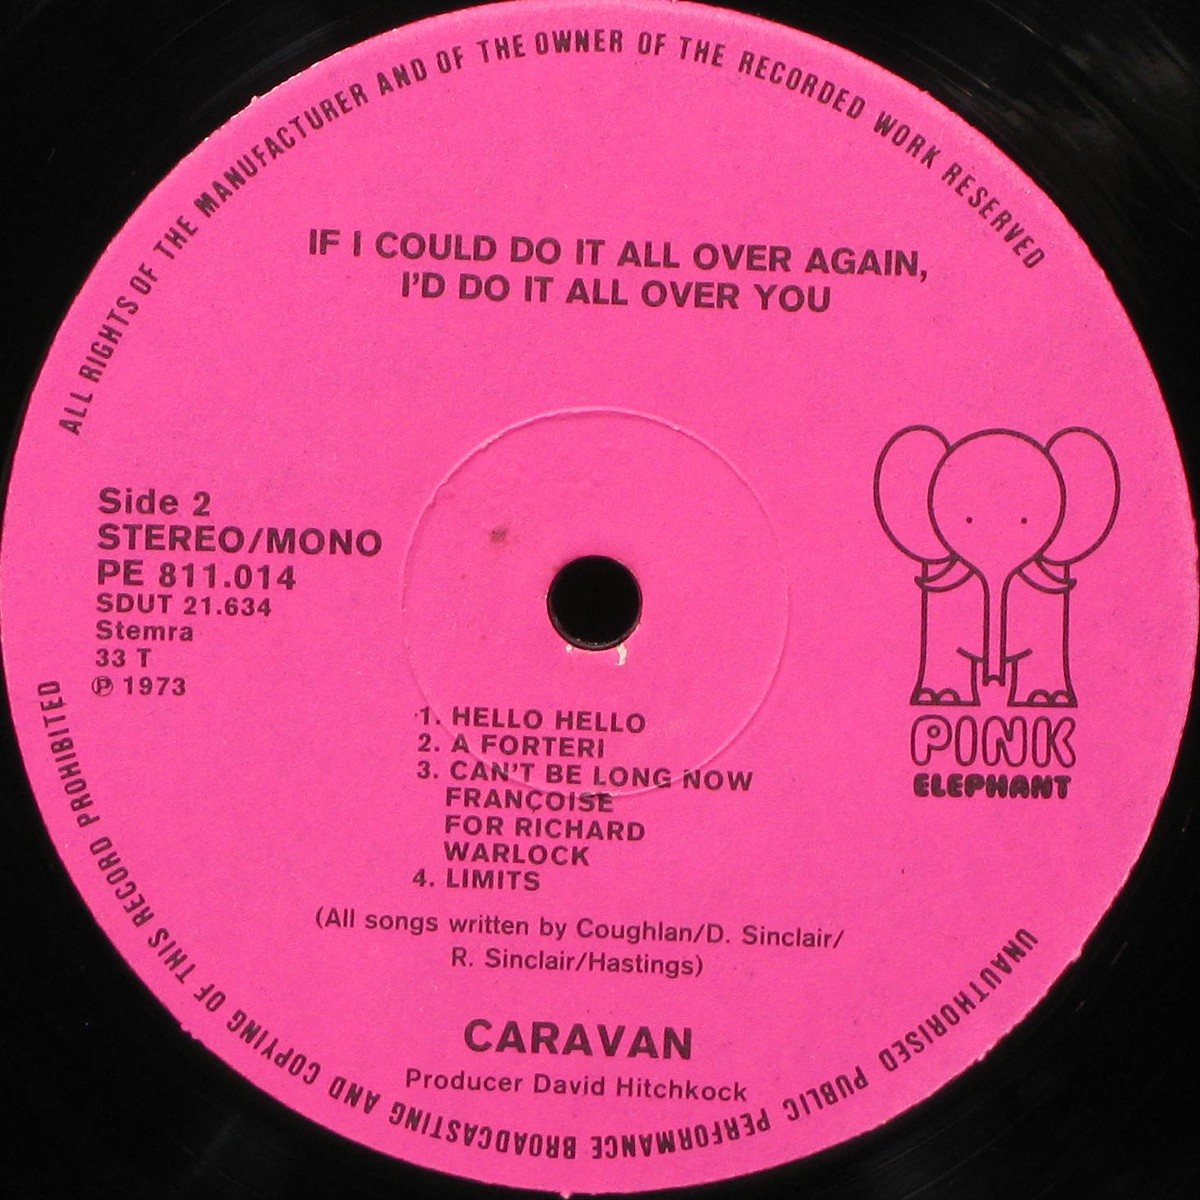 ALL RIGHTS OF THE MANUFACTURER AND OF THE OWNER OF THE RECORDED WORK RESERVED
IF I COULD DO IT ALL OVER AGAIN,
I'D DO IT ALL OVER YOU
Side 2
STEREO/MONO
PE 811.014
SDUT 21.634
Stemra
33 T
℗ 1973
PINK
ELEPHANT
1. HELLO HELLO
2. A FORTERI
3. CAN'T BE LONG NOW
FRANÇOISE
FOR RICHARD
WARLOCK
4. LIMITS
(All songs written by Coughlan/D. Sinclair/
R. Sinclair/Hastings)
CARAVAN
Producer David Hitchkock
UNAUTHORISED PUBLIC PERFORMANCE BROADCASTING AND COPYING OF THIS RECORD PROHIBITED